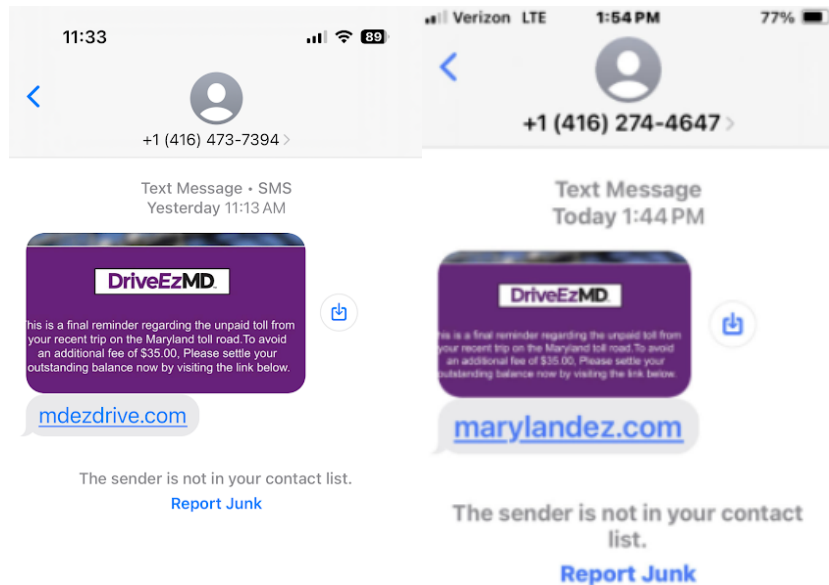 11:33
89
+1 (416) 473-7394 >
Text Message • SMS
Yesterday 11:13 AM
DriveEzMD.
his is a final reminder regarding the unpaid toll from
your recent trip on the Maryland toll road.To avoid
an additional fee of $35.00, Please settle your
outstanding balance now by visiting the link below.
mdezdrive.com
The sender is not in your contact list.
Report Junk
Verizon LTE
1:54 PM
77%
+1 (416) 274-4647 >
Text Message
Today 1:44 PM
DriveEzMD.
his is a final reminder regarding the unpaid toll from
your recent trip on the Maryland toll road.To avoid
an additional fee of $35.00, Please settle your
outstanding balance now by visiting the link below.
marylandez.com
The sender is not in your contact
list.
Report Junk